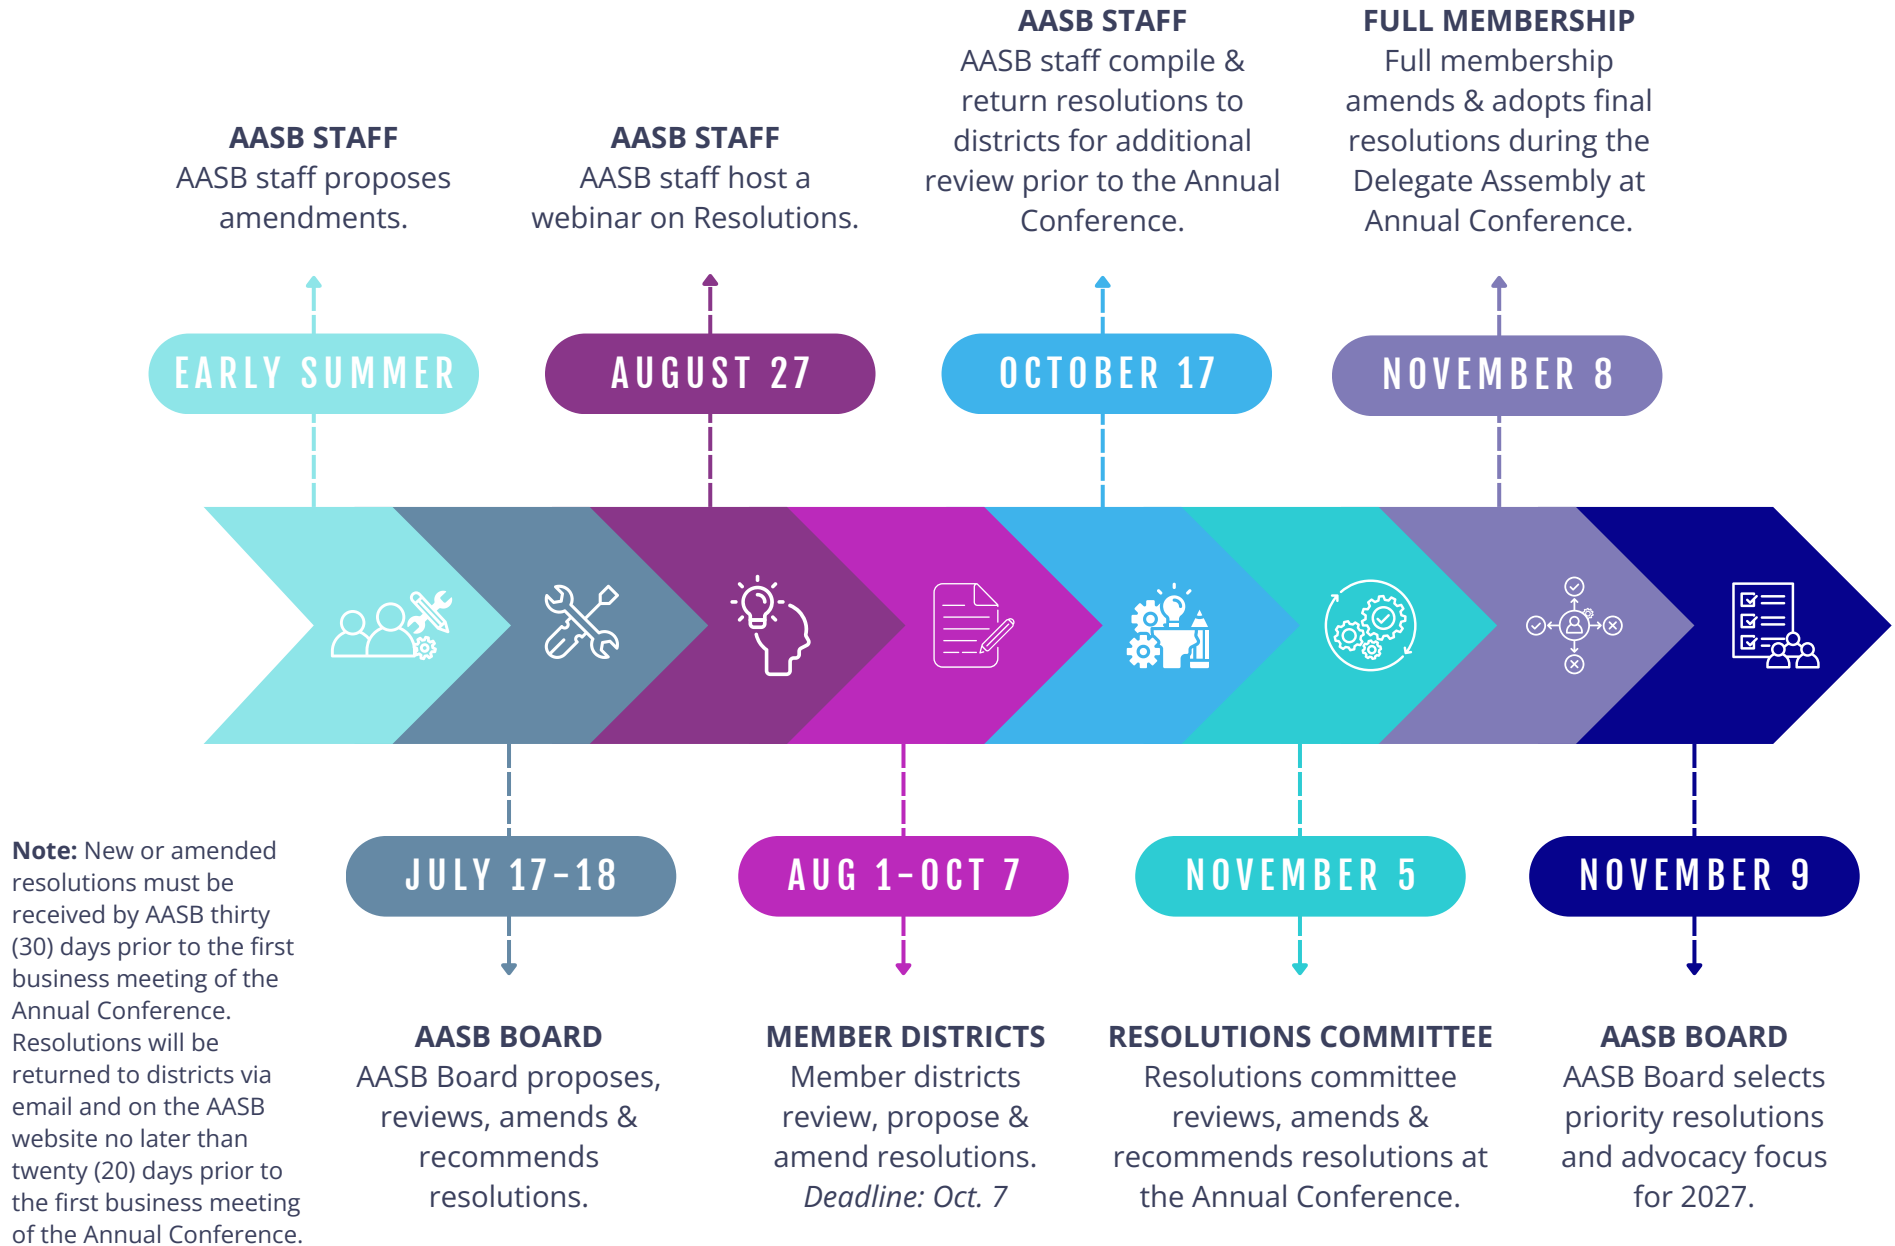 AASB STAFF
AASB staff proposes
amendments.
EARLY SUMMER
AASB STAFF
AASB staff host a
webinar on Resolutions.
AUGUST 27
AASB STAFF
AASB staff compile &
return resolutions to
districts for additional
review prior to the Annual
Conference.
OCTOBER 17
FULL MEMBERSHIP
Full membership
amends & adopts final
resolutions during the
Delegate Assembly at
Annual Conference.
NOVEMBER 8
Note: New or amended
resolutions must be
received by AASB thirty
(30) days prior to the first
business meeting of the
Annual Conference.
Resolutions will be
returned to districts via
email and on the AASB
website no later than
twenty (20) days prior to
the first business meeting
of the Annual Conference.
JULY 17-18
AASB BOARD
AASB Board proposes,
reviews, amends &
recommends
resolutions.
AUG 1-OCT 7
MEMBER DISTRICTS
Member districts
review, propose &
amend resolutions.
Deadline: Oct. 7
NOVEMBER 5
RESOLUTIONS COMMITTEE
Resolutions committee
reviews, amends &
recommends resolutions at
the Annual Conference.
NOVEMBER 9
AASB BOARD
AASB Board selects
priority resolutions
and advocacy focus
for 2027.